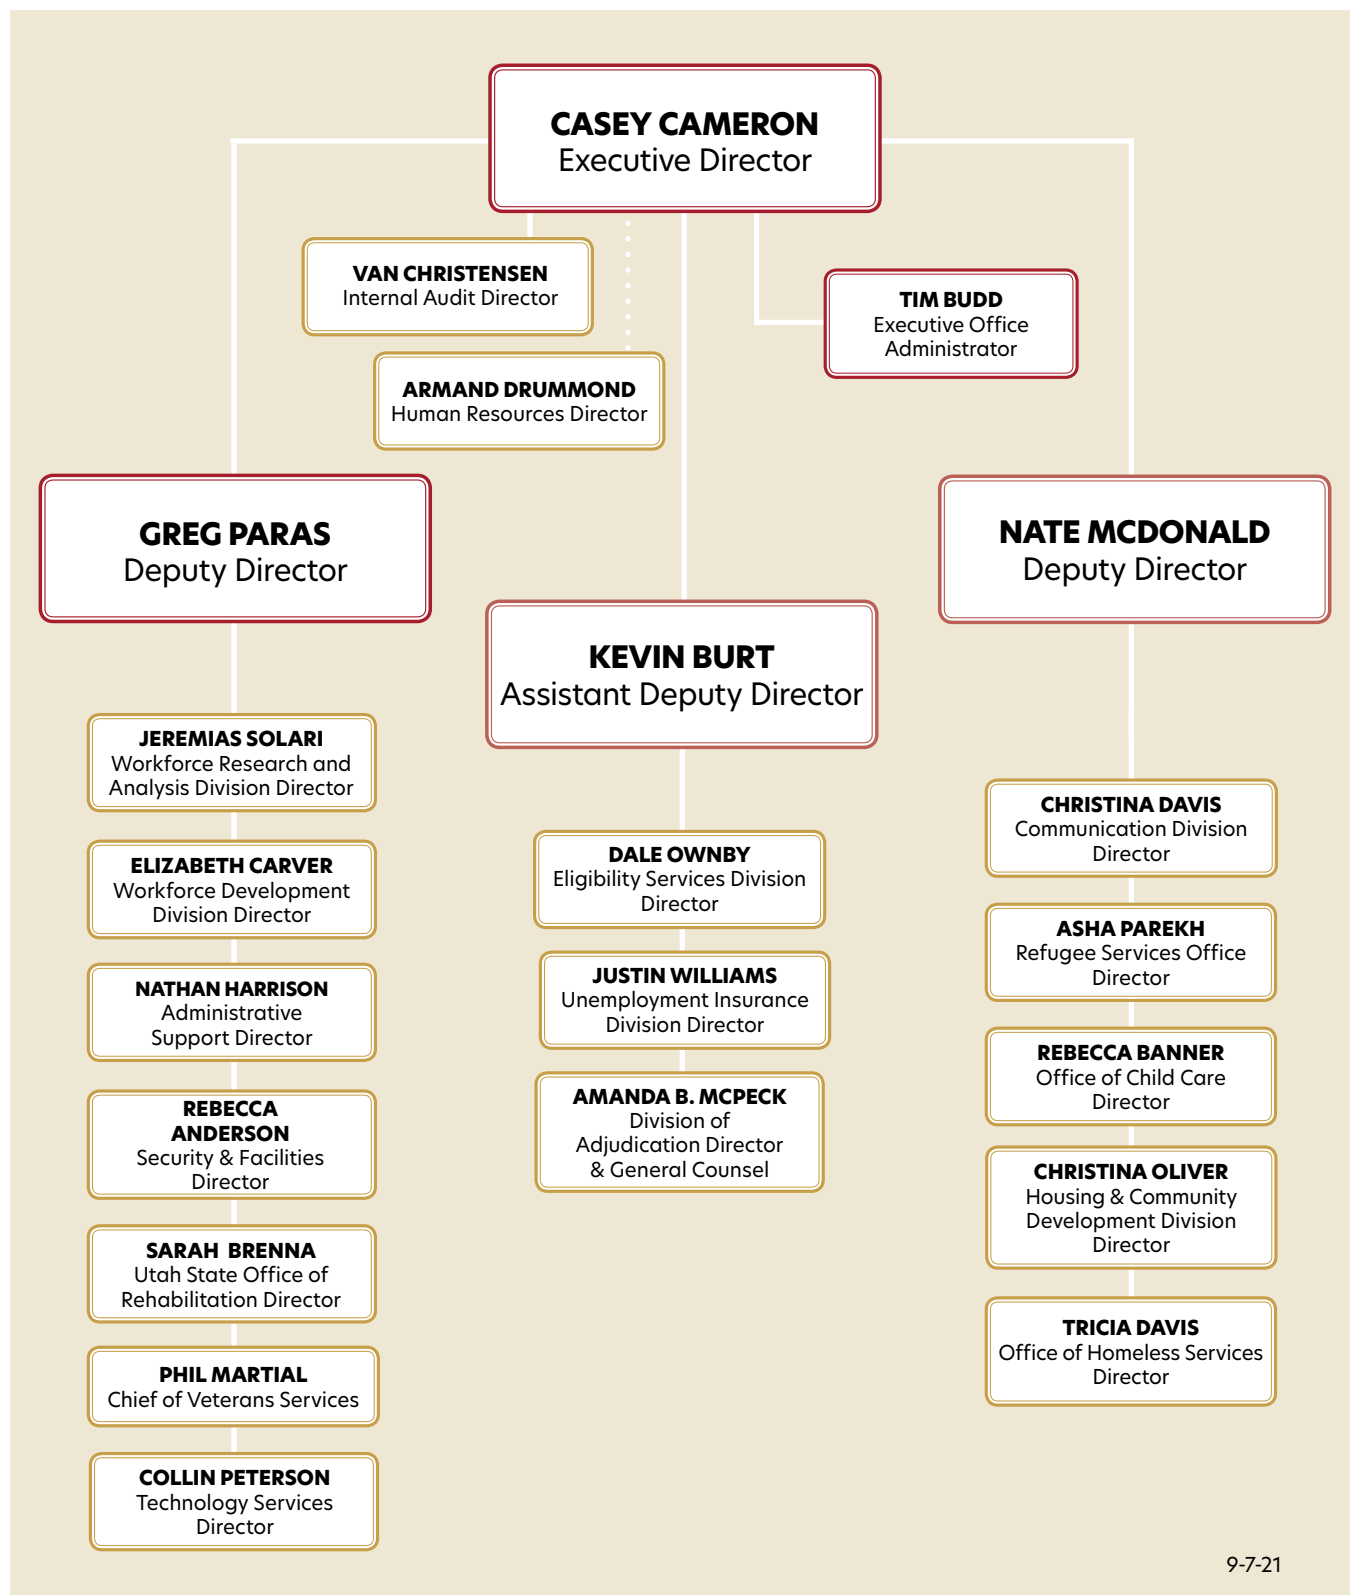 CASEY CAMERON
Executive Director
VAN CHRISTENSEN
Internal Audit Director
TIM BUDD
Executive Office
Administrator
ARMAND DRUMMOND
Human Resources Director
GREG PARAS
Deputy Director
NATE MCDONALD
Deputy Director
KEVIN BURT
Assistant Deputy Director
JEREMIAS SOLARI
Workforce Research and
Analysis Division Director
ELIZABETH CARVER
Workforce Development
Division Director
NATHAN HARRISON
Administrative
Support Director
REBECCA
ANDERSON
Security & Facilities
Director
SARAH BRENNA
Utah State Office of
Rehabilitation Director
PHIL MARTIAL
Chief of Veterans Services
COLLIN PETERSON
Technology Services
Director
DALE OWNBY
Eligibility Services Division
Director
JUSTIN WILLIAMS
Unemployment Insurance
Division Director
AMANDA B. MCPECK
Division of
Adjudication Director
& General Counsel
CHRISTINA DAVIS
Communication Division
Director
ASHA PAREKH
Refugee Services Office
Director
REBECCA BANNER
Office of Child Care
Director
CHRISTINA OLIVER
Housing & Community
Development Division
Director
TRICIA DAVIS
Office of Homeless Services
Director
9-7-21